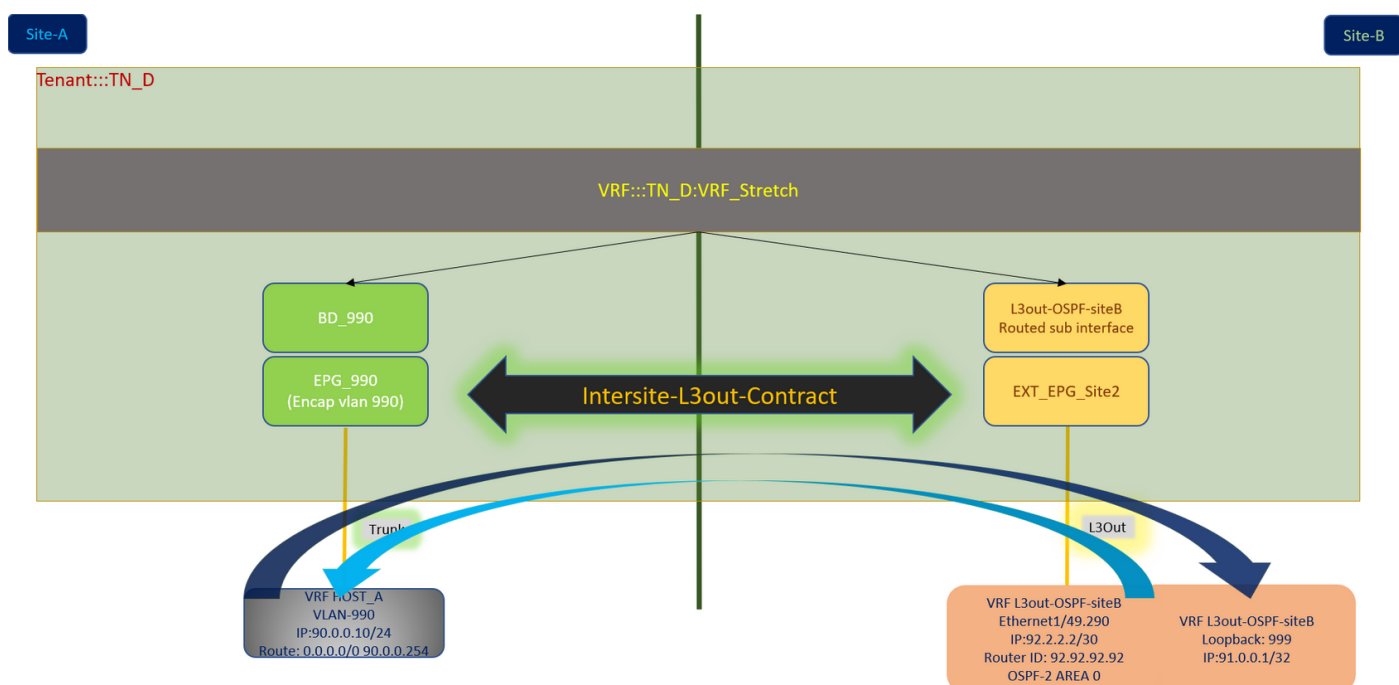 Site-A
Site-B
Tenant:::TN_D
VRF:::TN_D:VRF_Stretch
BD_990
L3out-OSPF-siteB
Routed sub interface
EPG_990
(Encap vlan 990)
Intersite-L3out-Contract
EXT_EPG_Site2
Trunk
L3Out
VRF HOST_A
VLAN-990
IP:90.0.0.10/24
Route: 0.0.0.0/0 90.0.0.254
VRF L3out-OSPF-siteB
Ethernet1/49.290
IP:92.2.2.2/30
Router ID: 92.92.92.92
OSPF-2 AREA 0
VRF L3out-OSPF-siteB
Loopback: 999
IP:91.0.0.1/32